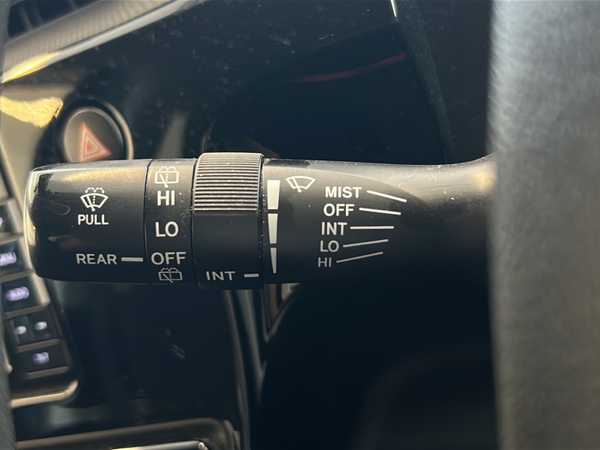 PULL
REAR
HI
LO
OFF
INT
MIST
OFF
INT
LO
HI